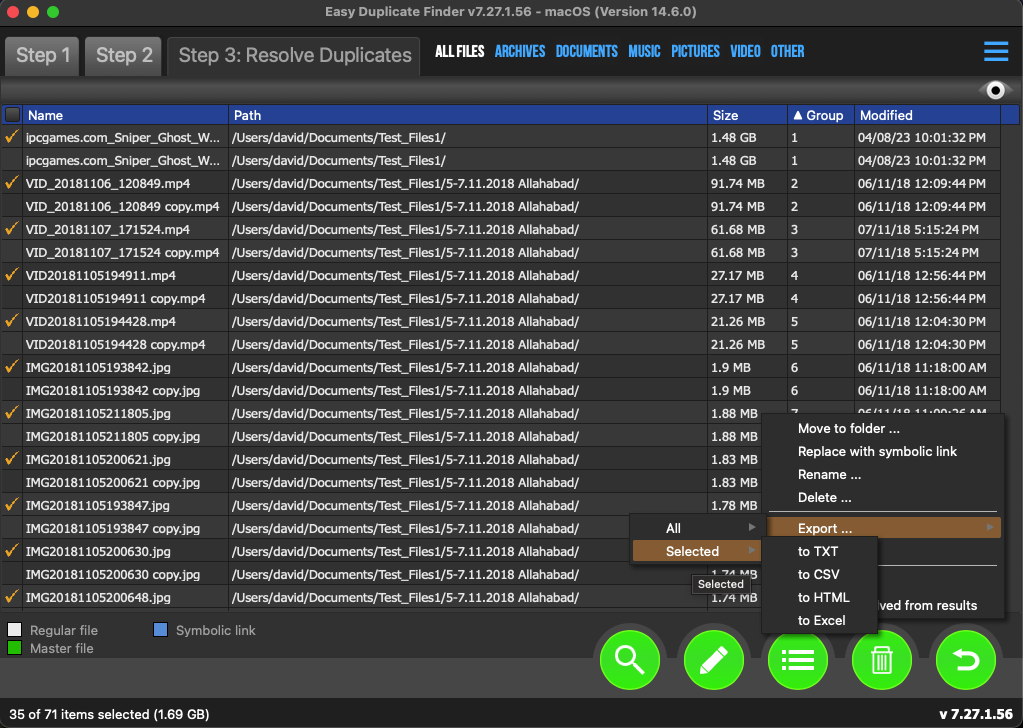 Easy Duplicate Finder v7.27.1.56 - macOS (Version 14.6.0)
Step 1 Step 2 Step 3: Resolve Duplicates ALL FILES ARCHIVES DOCUMENTS MUSIC PICTURES VIDEO OTHER
Name Path Size Group Modified
ipcgames.com_Sniper_Ghost_W... /Users/david/Documents/Test_Files1/ 1.48 GB 1 04/08/23 10:01:32 PM
ipcgames.com_Sniper_Ghost_W... /Users/david/Documents/Test_Files1/ 1.48 GB 1 04/08/23 10:01:32 PM
VID_20181106_120849.mp4 /Users/david/Documents/Test_Files1/5-7.11.2018 Allahabad/ 91.74 MB 2 06/11/18 12:09:44 PM
VID_20181106_120849 copy.mp4 /Users/david/Documents/Test_Files1/5-7.11.2018 Allahabad/ 91.74 MB 2 06/11/18 12:09:44 PM
VID_20181107_171524.mp4 /Users/david/Documents/Test_Files1/5-7.11.2018 Allahabad/ 61.68 MB 3 07/11/18 5:15:24 PM
VID_20181107_171524 copy.mp4 /Users/david/Documents/Test_Files1/5-7.11.2018 Allahabad/ 61.68 MB 3 07/11/18 5:15:24 PM
VID20181105194911.mp4 /Users/david/Documents/Test_Files1/5-7.11.2018 Allahabad/ 27.17 MB 4 06/11/18 12:56:44 PM
VID20181105194911 copy.mp4 /Users/david/Documents/Test_Files1/5-7.11.2018 Allahabad/ 27.17 MB 4 06/11/18 12:56:44 PM
VID20181105194428.mp4 /Users/david/Documents/Test_Files1/5-7.11.2018 Allahabad/ 21.26 MB 5 06/11/18 12:04:30 PM
VID20181105194428 copy.mp4 /Users/david/Documents/Test_Files1/5-7.11.2018 Allahabad/ 21.26 MB 5 06/11/18 12:04:30 PM
IMG20181105193842.jpg /Users/david/Documents/Test_Files1/5-7.11.2018 Allahabad/ 1.9 MB 6 06/11/18 11:18:00 AM
IMG20181105193842 copy.jpg /Users/david/Documents/Test_Files1/5-7.11.2018 Allahabad/ 1.9 MB 6 06/11/18 11:18:00 AM
IMG20181105211805.jpg /Users/david/Documents/Test_Files1/5-7.11.2018 Allahabad/ 1.88 MB
IMG20181105211805 copy.jpg /Users/david/Documents/Test_Files1/5-7.11.2018 Allahabad/ 1.88 MB
IMG20181105200621.jpg /Users/david/Documents/Test_Files1/5-7.11.2018 Allahabad/ 1.83 MB
IMG20181105200621 copy.jpg /Users/david/Documents/Test_Files1/5-7.11.2018 Allahabad/ 1.83 MB
IMG20181105193847.jpg /Users/david/Documents/Test_Files1/5-7.11.2018 Allahabad/ 1.78 MB
IMG20181105193847 copy.jpg /Users/david/Documents/Test_Files1/5-7.11.2018 Allahabad/
IMG20181105200630.jpg /Users/david/Documents/Test_Files1/5-7.11.2018 Allahabad/
IMG20181105200630 copy.jpg /Users/david/Documents/Test_Files1/5-7.11.2018 Allahabad/ 1.74 MB
IMG20181105200648.jpg /Users/david/Documents/Test_Files1/5-7.11.2018 Allahabad/ 1.74 MB
Move to folder ...
Replace with symbolic link
Rename ...
Delete ...
Export ...
from results
All
Selected
Selected
to TXT
to CSV
to HTML
to Excel
Regular file Symbolic link
Master file
35 of 71 items selected (1.69 GB) v 7.27.1.56